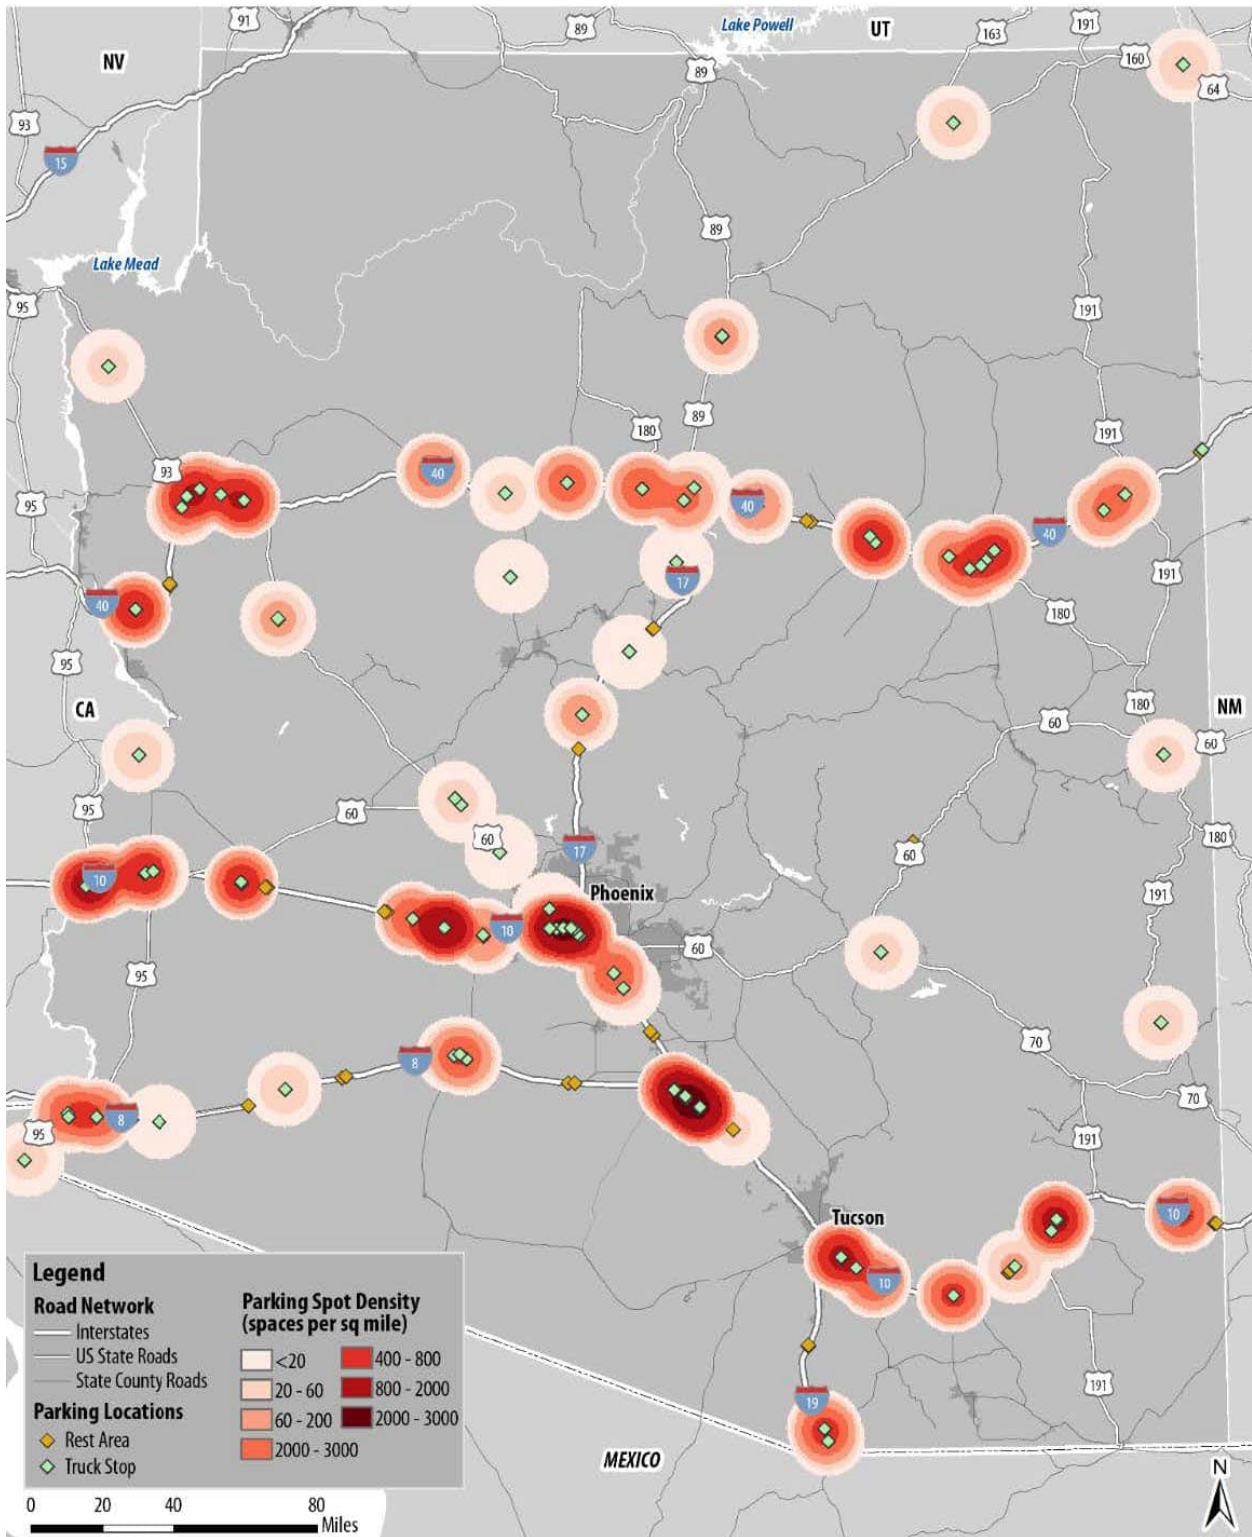 91
89
Lake Powell
UT
163
191
NV
89
160
64
93
15
89
Lake Mead
95
191
89
180
191
93
40
40
95
40
191
17
40
180
95
CA
180
NM
60
60
95
60
60
17
180
60
10
Phoenix
191
10
60
95
8
70
70
8
95
191
10
Tucson
10
191
19
MEXICO
N
Legend
Road Network
Interstates
US State Roads
State County Roads
Parking Locations
Rest Area
Truck Stop
Parking Spot Density
(spaces per sq mile)
<20
20 - 60
60 - 200
2000 - 3000
400 - 800
800 - 2000
2000 - 3000
0 20 40 80
Miles